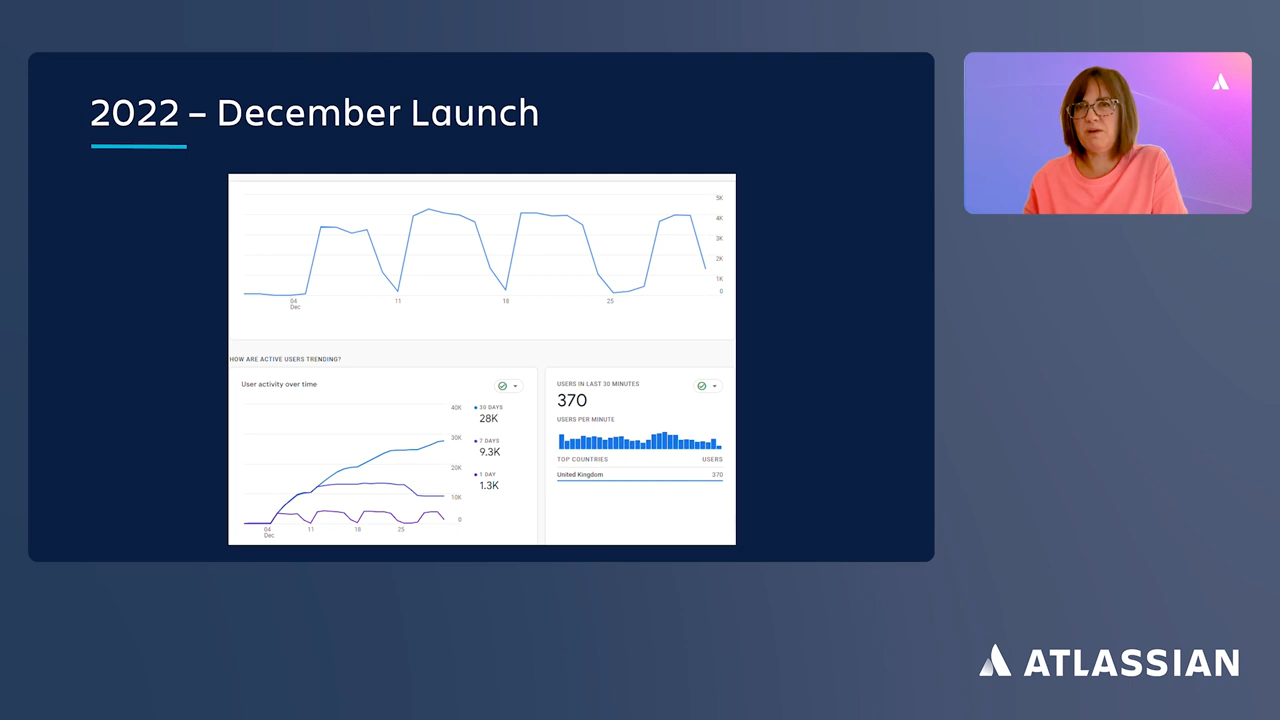 2022 – December Launch
5K
4K
3K
2K
1K
0
04
Dec
11
18
25
HOW ARE ACTIVE USERS TRENDING?
User activity over time
40K
30K
20K
10K
0
30 DAYS
28K
7 DAYS
9.3K
1 DAY
1.3K
04
Dec
11
18
25
USERS IN LAST 30 MINUTES
370
USERS PER MINUTE
TOP COUNTRIES USERS
United Kingdom 370
ATLASSIAN